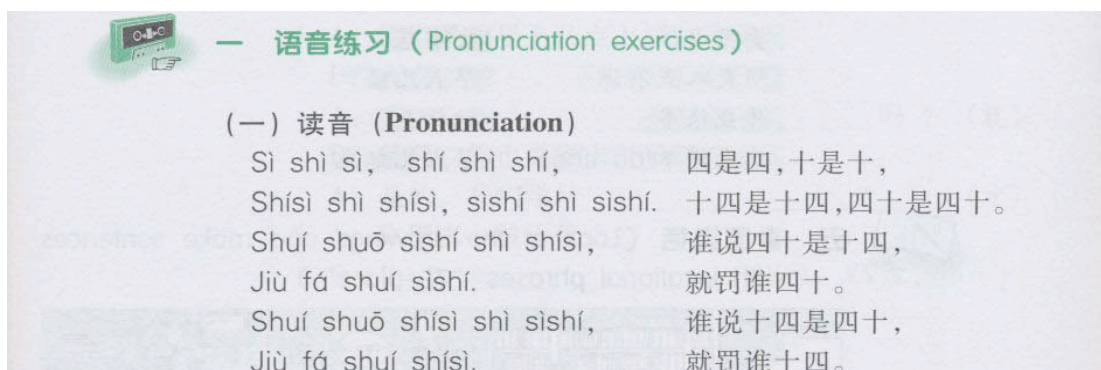 一 语音练习（Pronunciation exercises）
（一）读音（Pronunciation）
Sì shì sì, shí shì shí, 四是四,十是十,
Shísì shì shísì, sìshí shì sìshí. 十四是十四,四十是四十。
Shuí shuō sìshí shì shísì, 谁说四十是十四,
Jiù fá shuí sìshí. 就罚谁四十。
Shuí shuō shísì shì sìshí, 谁说十四是四十,
Jiù fá shuí shísì. 就罚谁十四。